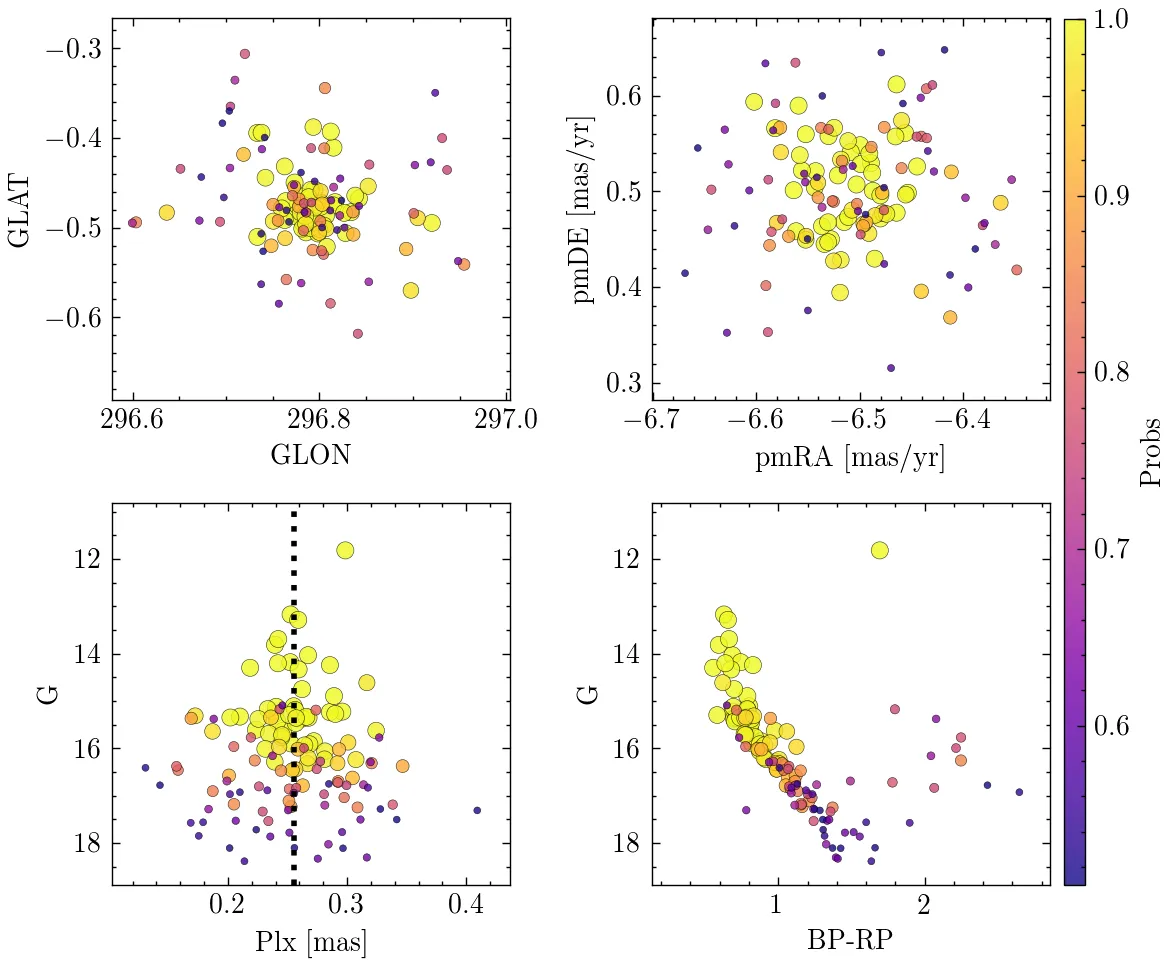 −0.3
−0.4
−0.5
−0.6
GLAT
296.6 296.8 297.0
GLON
0.6
0.5
0.4
0.3
pmDE [mas/yr]
−6.7 −6.6 −6.5 −6.4
pmRA [mas/yr]
12
14
16
18
G
0.2 0.3 0.4
Plx [mas]
12
14
16
18
G
1 2
BP-RP
1.0
0.9
0.8
0.7
0.6
Probs